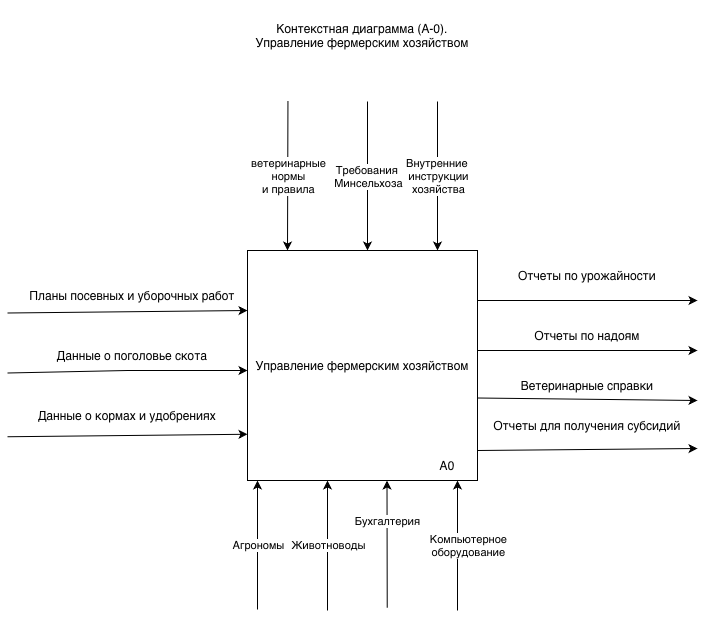 Контекстная диаграмма (А-0).
Управление фермерским хозяйством
ветеринарные
нормы
и правила
Требования
Минсельхоза
Внутренние
инструкции
хозяйства
Планы посевных и уборочных работ
Данные о поголовье скота
Данные о кормах и удобрениях
Управление фермерским хозяйством
А0
Отчеты по урожайности
Отчеты по надоям
Ветеринарные справки
Отчеты для получения субсидий
Агрономы
Животноводы
Бухгалтерия
Компьютерное
оборудование